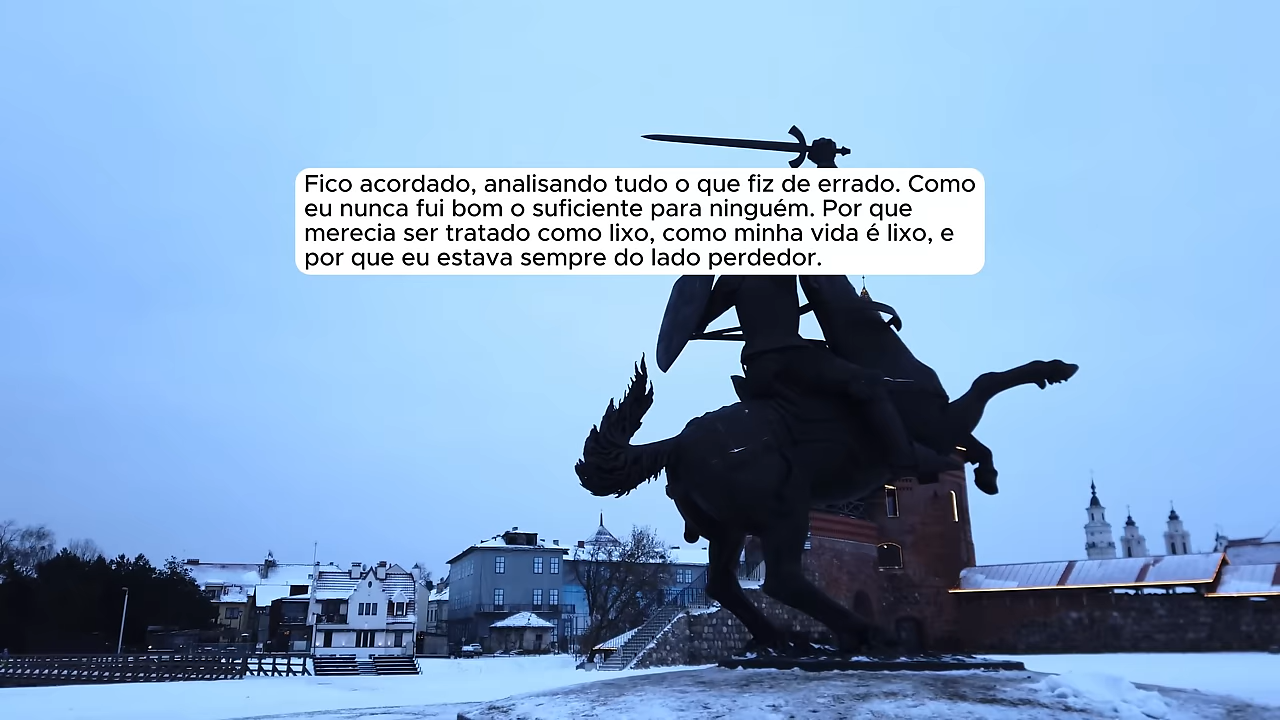 Fico acordado, analisando tudo o que fiz de errado. Como
eu nunca fui bom o suficiente para ninguém. Por que
merecia ser tratado como lixo, como minha vida é lixo, e
por que eu estava sempre do lado perdedor.